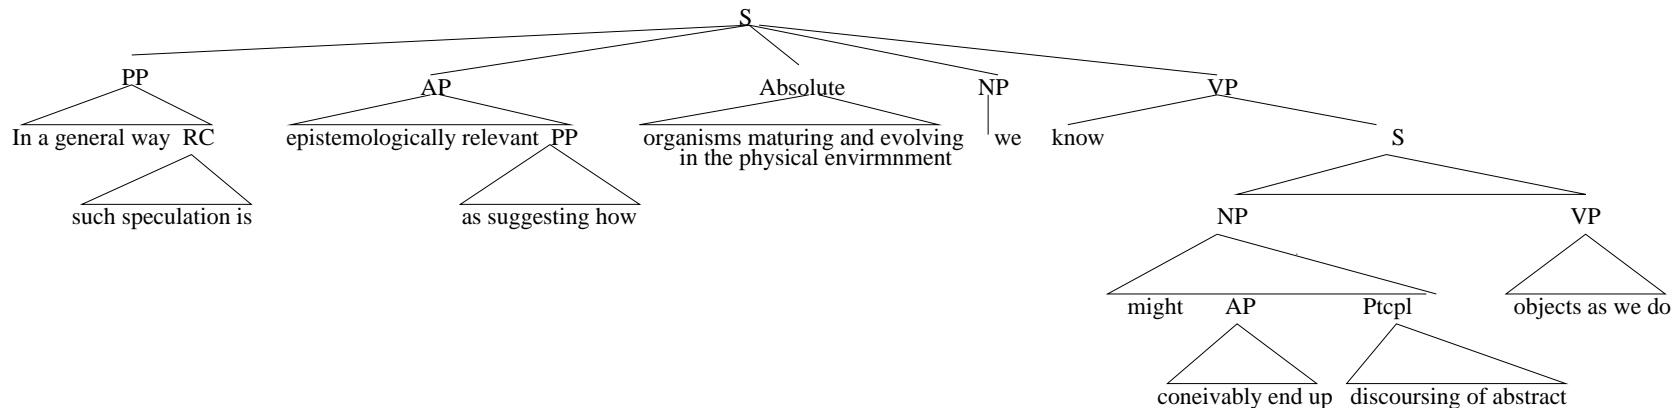 S
PP AP Absolute NP VP
In a general way RC epistemologically relevant PP organisms maturing and evolving we know S
in the physical envirmnment
such speculation is as suggesting how
NP VP
might AP Ptcpl objects as we do
coneivably end up discoursing of abstract